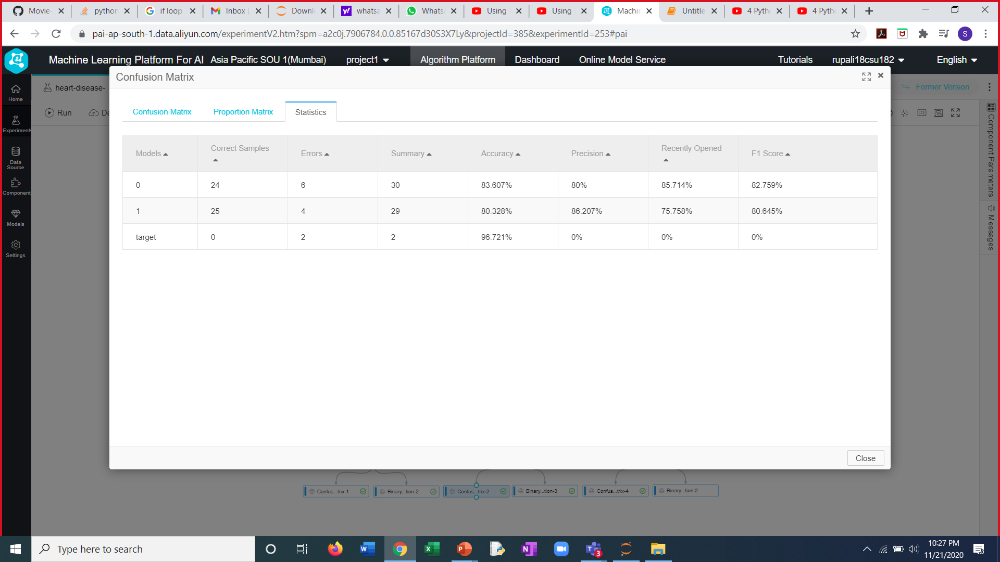 Movie-
python
if loop
Inbox (
Downl
whatsa
WhatsA
Using
Using
Machin
Untitle
4 Pyth
4 Pyth
pai-ap-south-1.data.aliyun.com/experimentV2.htm?spm=a2c0j.7906784.0.0.85167d30S3X7Ly&projectId=385&experimentId=253#pai
S
Machine Learning Platform For AI Asia Pacific SOU 1(Mumbai) project1 Algorithm Platform Dashboard Online Model Service Tutorials rupali18csu182 English
Confusion Matrix
heart-disease-
Former Version
Home
Run
De
Experiments
Data
Source
Component
Models
Settings
Component Parameters
Messages
Confusion Matrix Proportion Matrix Statistics
Models Correct Samples Errors Summary Accuracy Precision Recently Opened F1 Score
0 24 6 30 83.607% 80% 85.714% 82.759%
1 25 4 29 80.328% 86.207% 75.758% 80.645%
target 0 2 2 96.721% 0% 0% 0%
Close
Confus...trix-1 Binary...tion-2 Confus...trix-2 Binary...tion-3 Confus...trix-4 Binary...tion-2
Type here to search
3
10:27 PM
11/21/2020